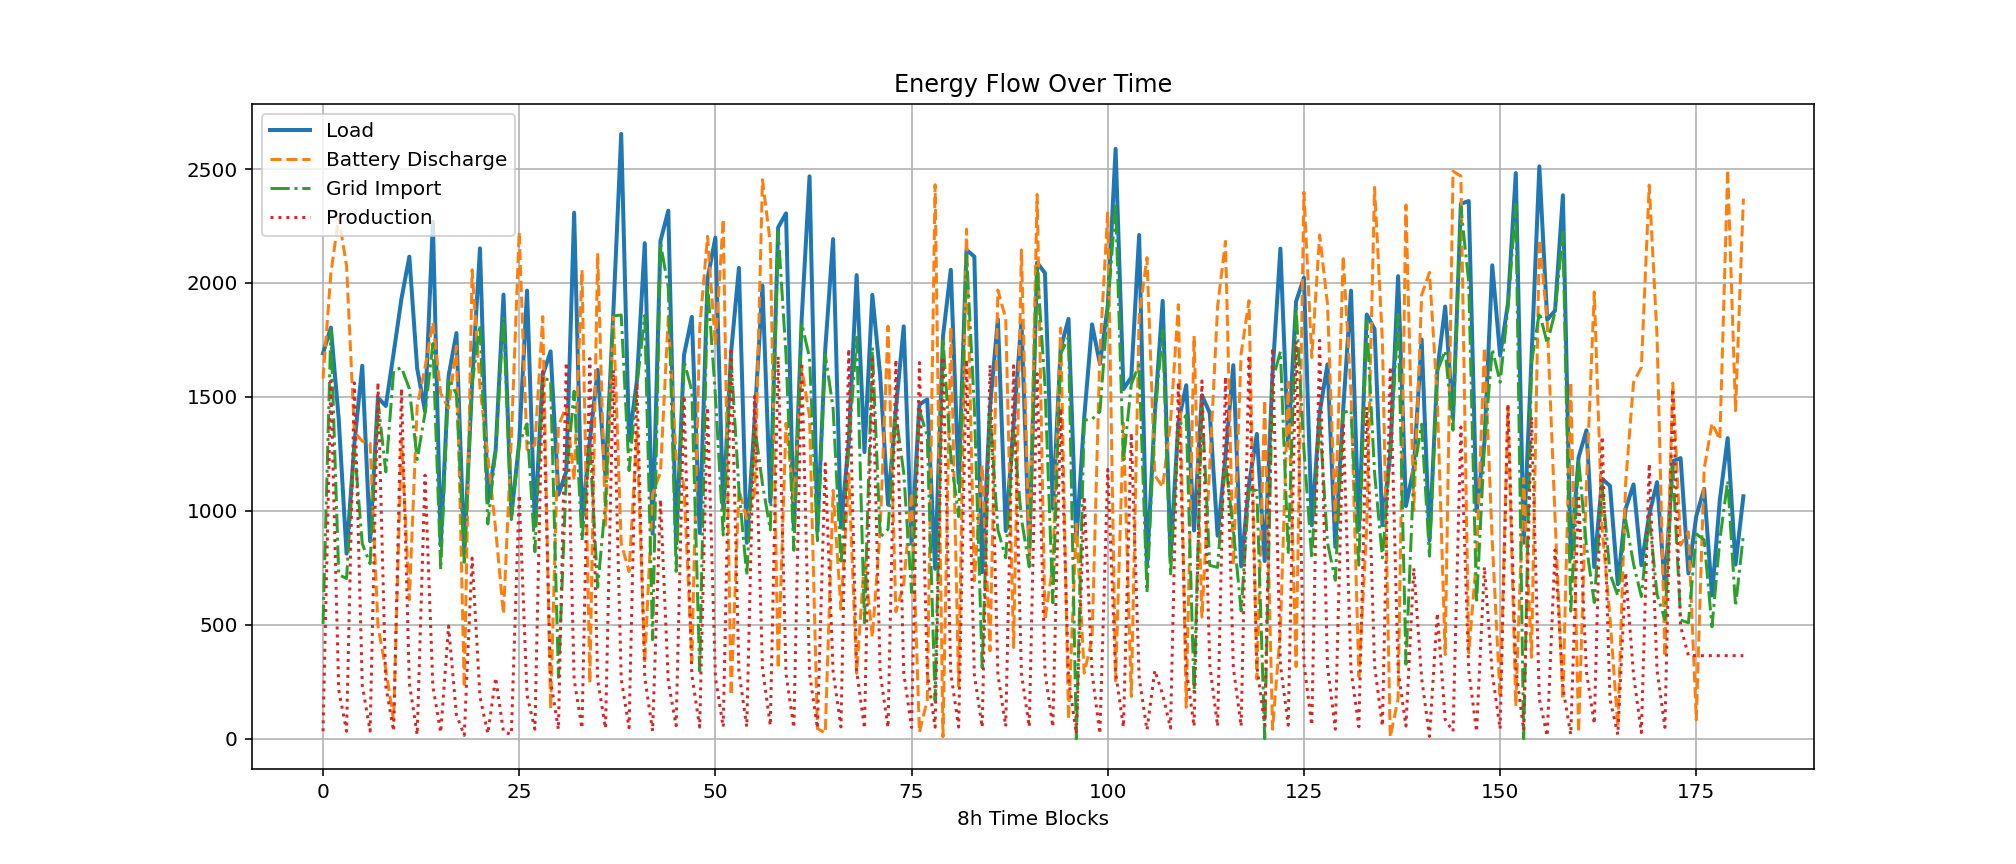 Energy Flow Over Time
Load
Battery Discharge
Grid Import
Production
2500
2000
1500
1000
500
0
0 25 50 75 100 125 150 175
8h Time Blocks